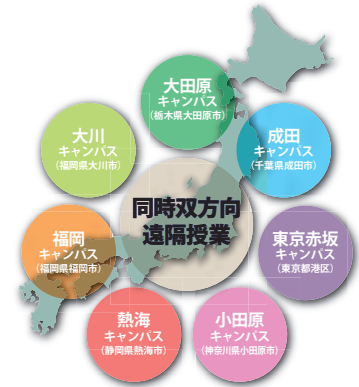 大田原
キャンパス
（栃木県大田原市）
大川
キャンパス
（福岡県大川市）
成田
キャンパス
（千葉県成田市）
同時双方向
遠隔授業
福岡
キャンパス
（福岡県福岡市）
東京赤坂
キャンパス
（東京都港区）
熱海
キャンパス
（静岡県熱海市）
小田原
キャンパス
（神奈川県小田原市）